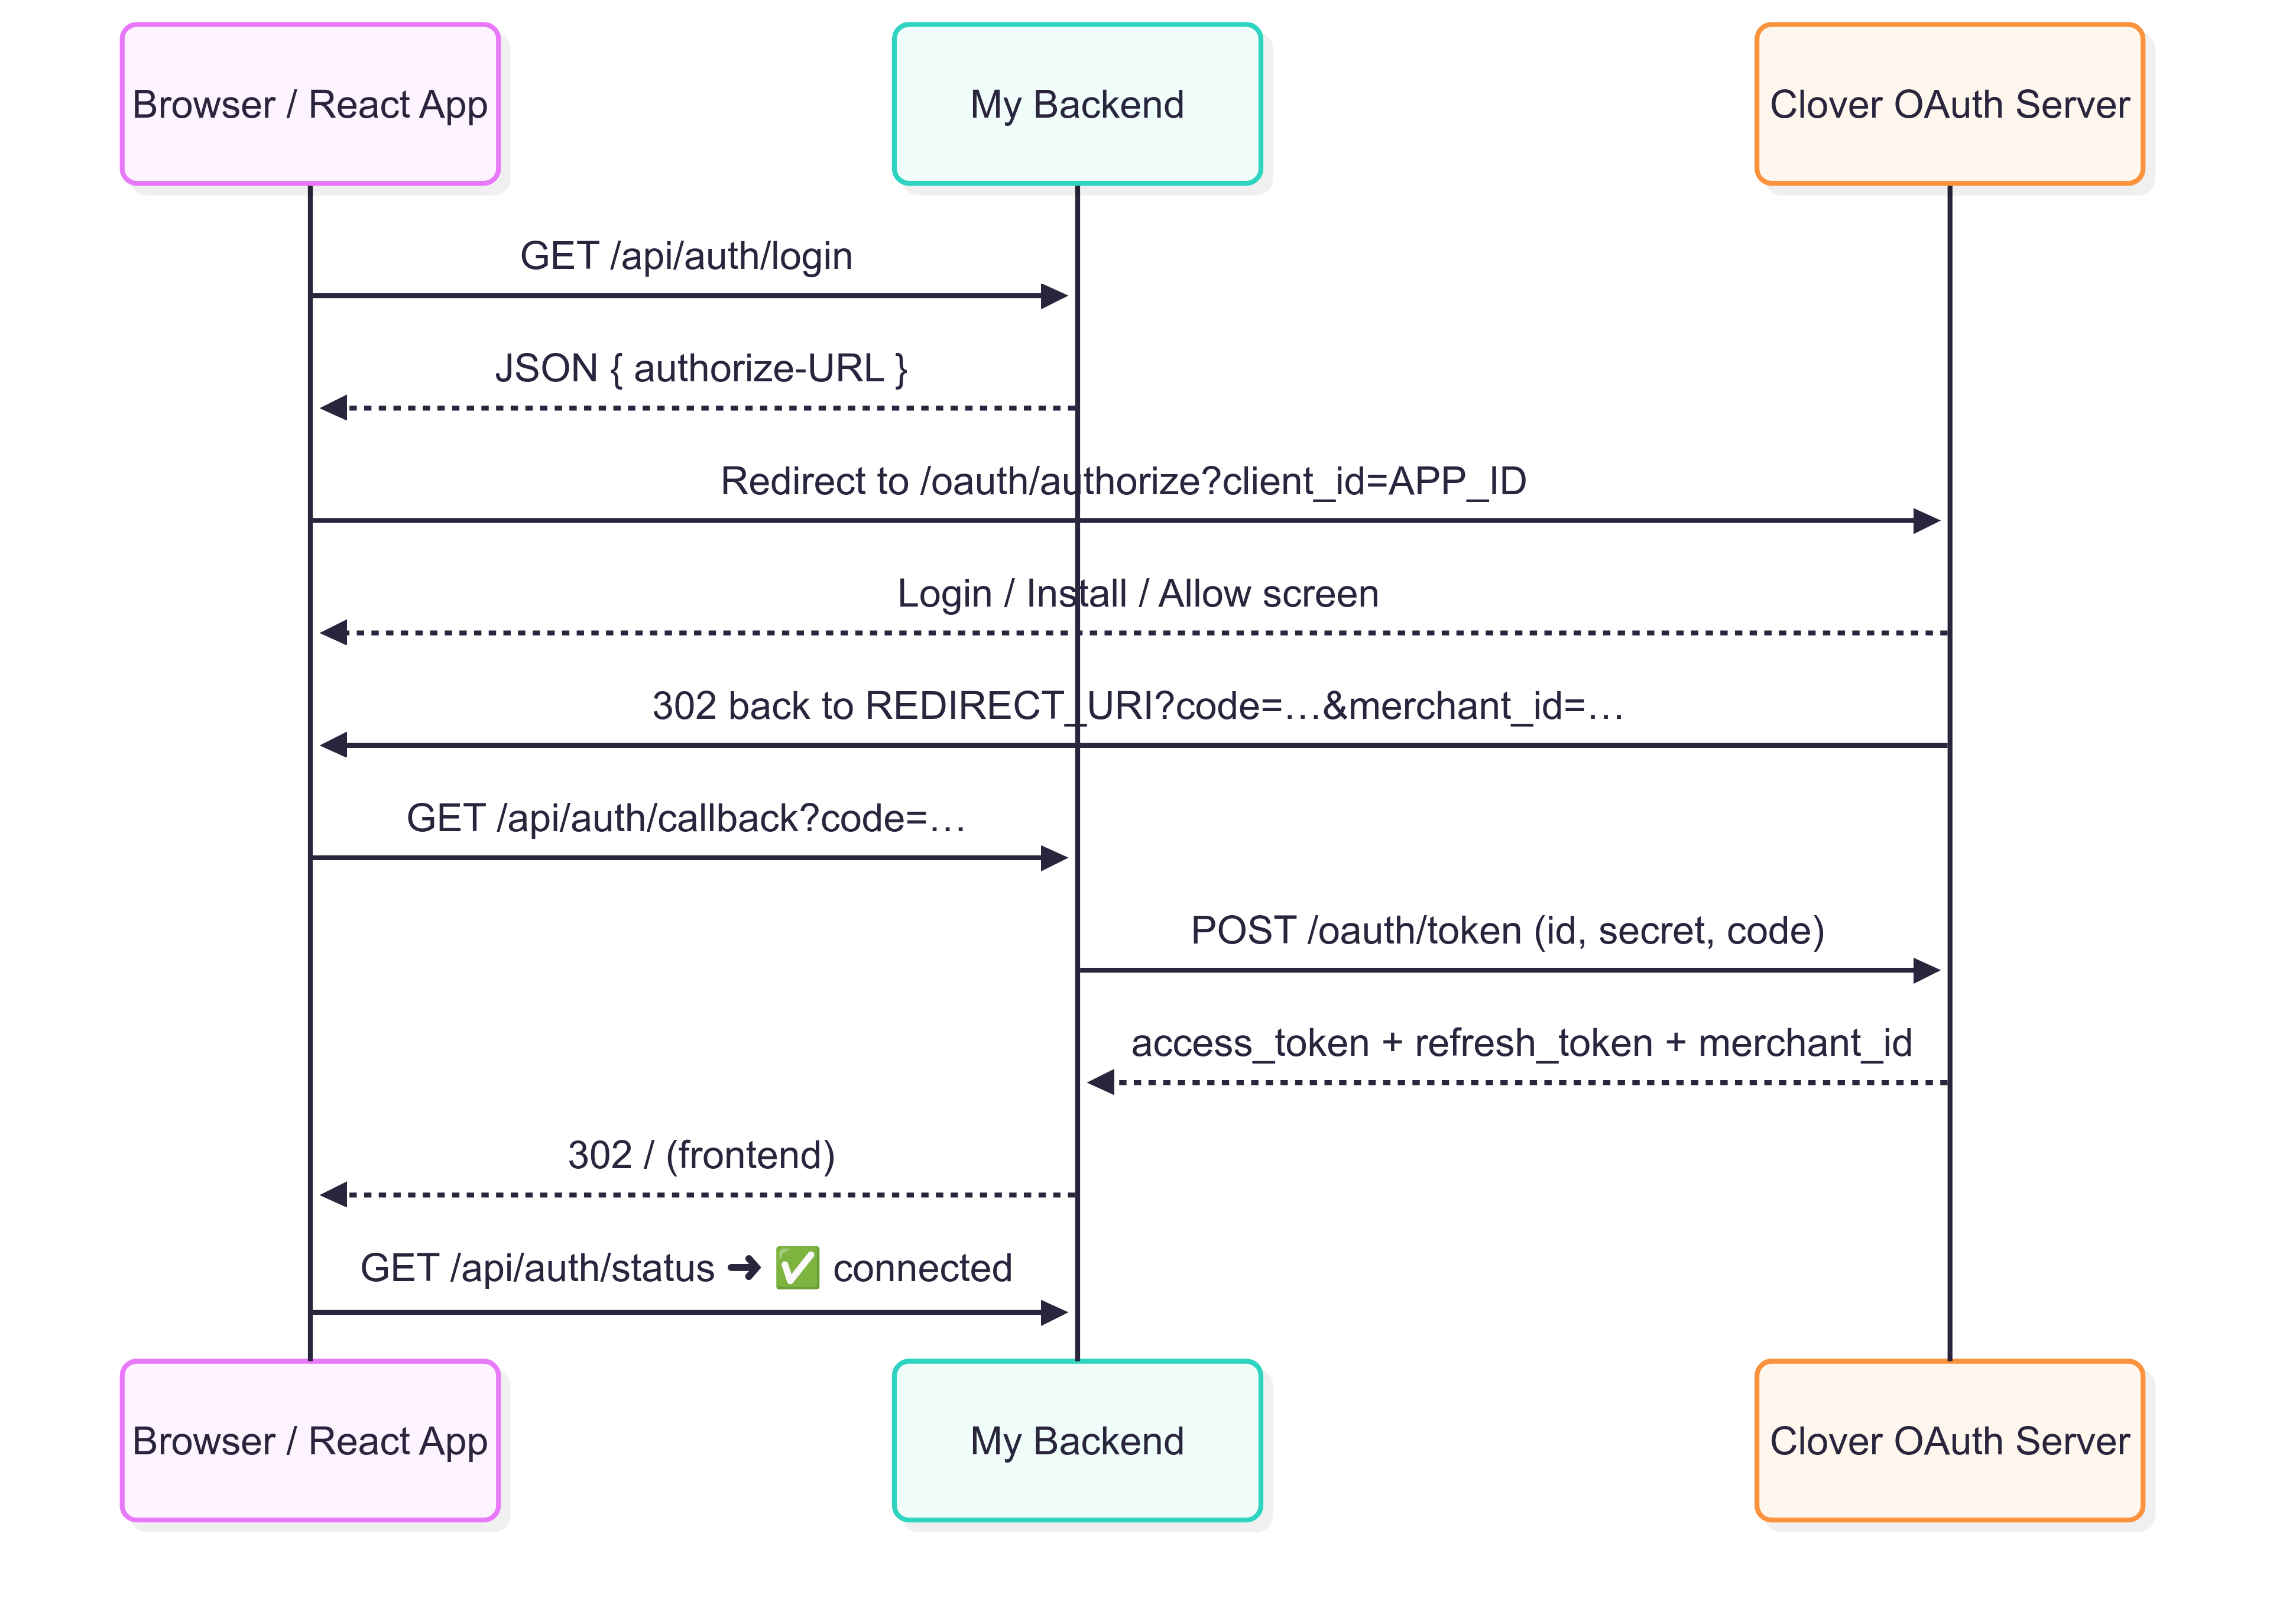 Browser / React App
My Backend
Clover OAuth Server
GET /api/auth/login
JSON { authorize-URL }
Redirect to /oauth/authorize?client_id=APP_ID
Login / Install / Allow screen
302 back to REDIRECT_URI?code=…&merchant_id=…
GET /api/auth/callback?code=…
POST /oauth/token (id, secret, code)
access_token + refresh_token + merchant_id
302 / (frontend)
GET /api/auth/status ➜ ✅ connected
Browser / React App
My Backend
Clover OAuth Server